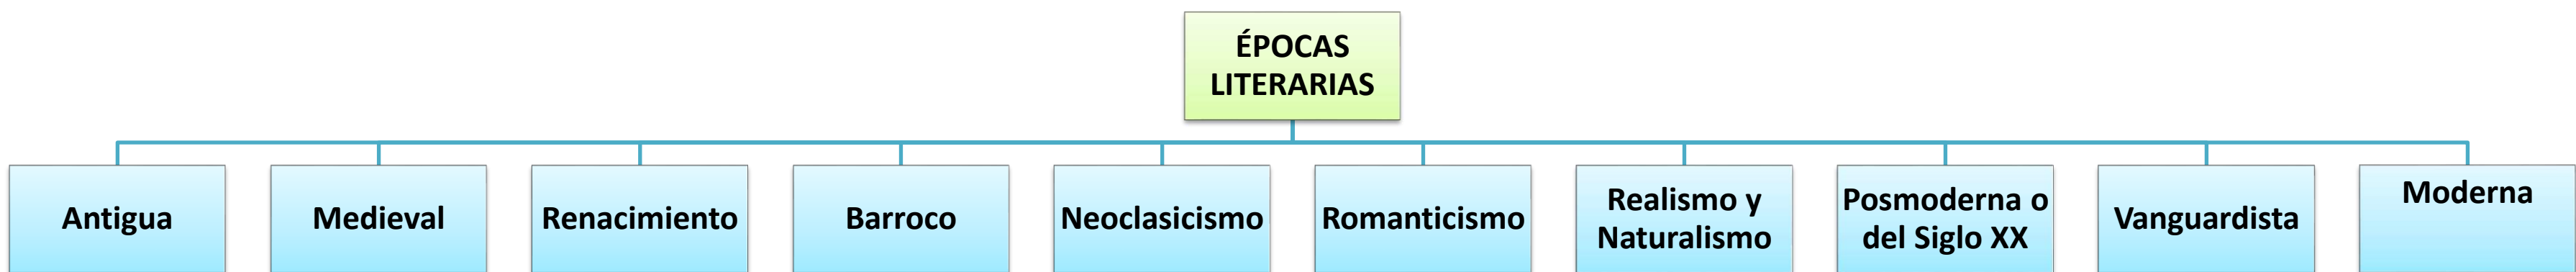 ÉPOCAS
LITERARIAS
Antigua
Medieval
Renacimiento
Barroco
Neoclasicismo
Romanticismo
Realismo y
Naturalismo
Posmoderna o
del Siglo XX
Vanguardista
Moderna